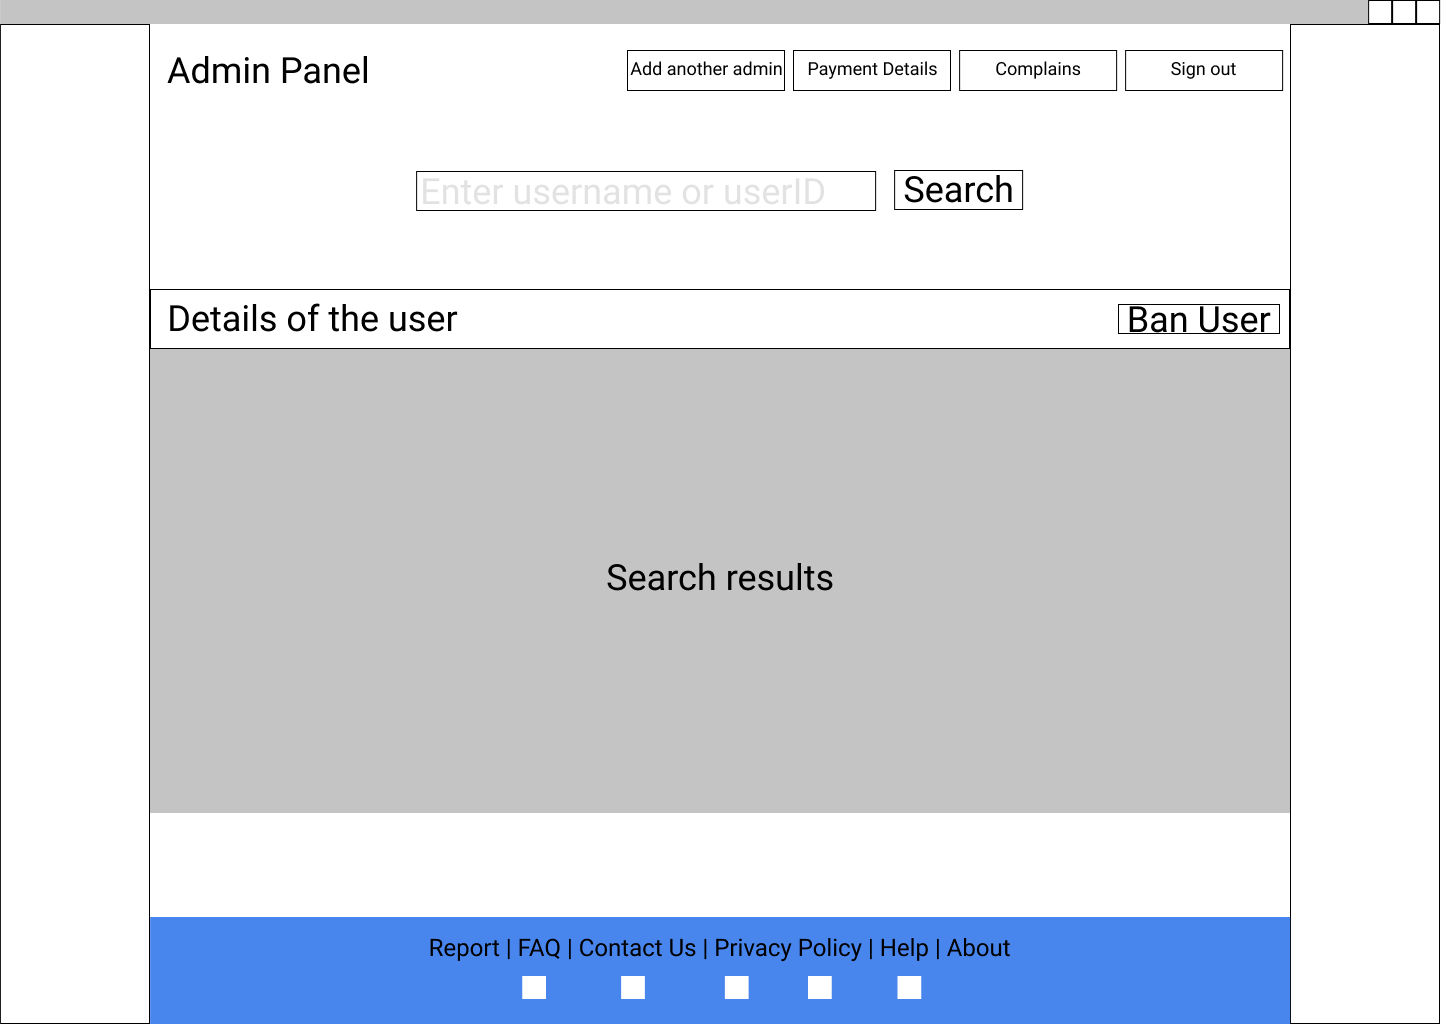 Admin Panel
Add another admin
Payment Details
Complains
Sign out
Enter username or userID
Search
Details of the user
Ban User
Search results
Report | FAQ | Contact Us | Privacy Policy | Help | About